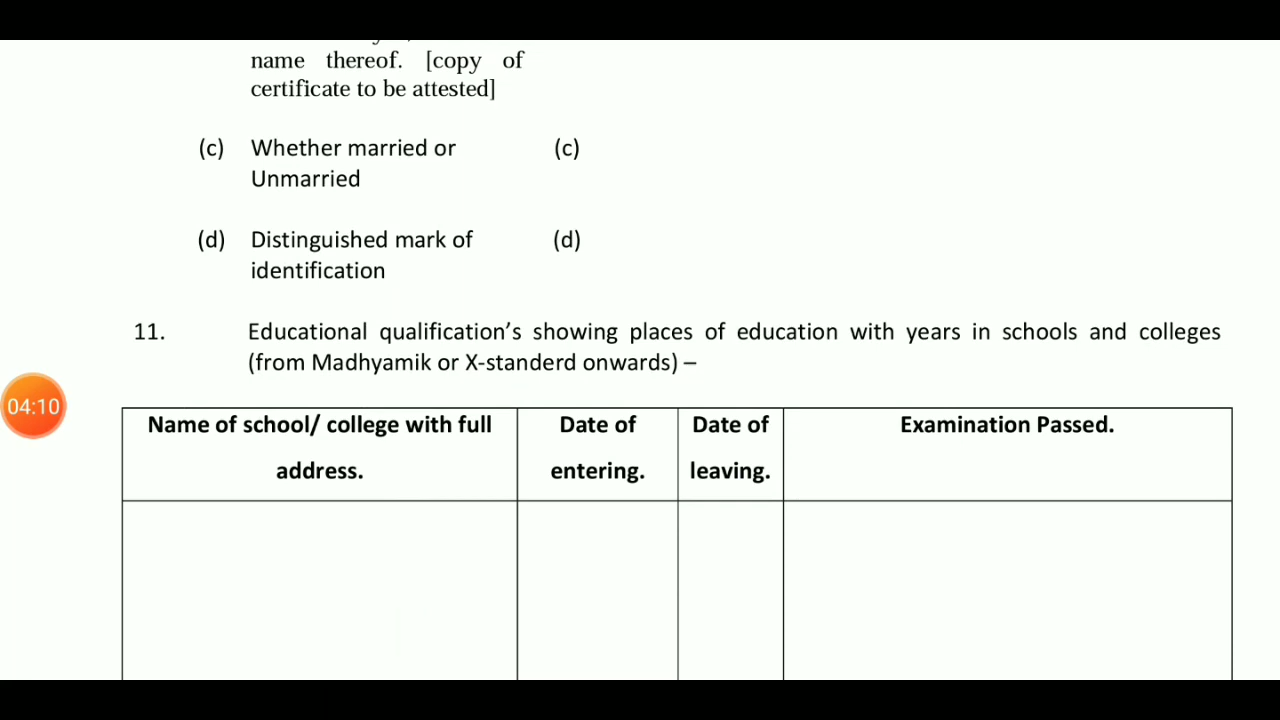 name thereof. [copy of
certificate to be attested]
(c) Whether married or (c)
Unmarried
(d) Distinguished mark of (d)
identification
11. Educational qualification’s showing places of education with years in schools and colleges
(from Madhyamik or X-standerd onwards) –
04:10
Name of school/ college with full
address.
Date of
entering.
Date of
leaving.
Examination Passed.